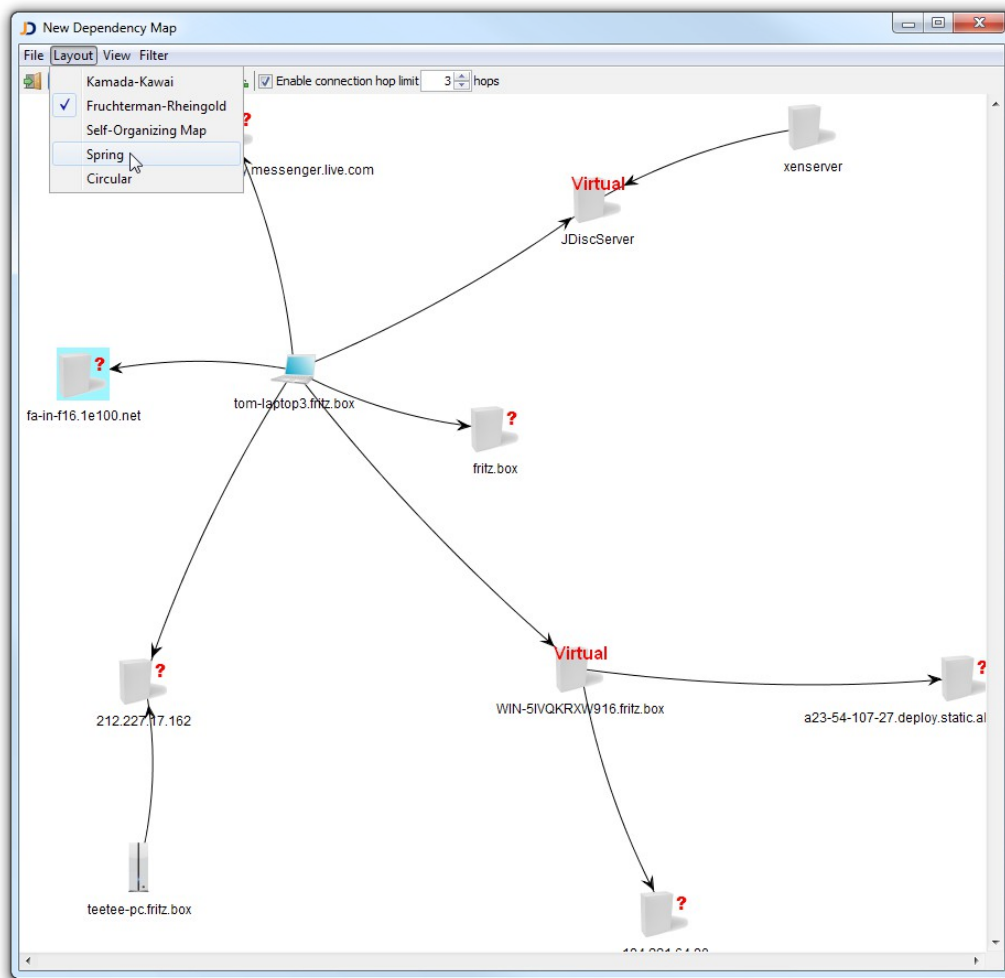 New Dependency Map
File Layout View Filter
Enable connection hop limit 3 hops
Kamada-Kawai
Fruchterman-Rheingold
Self-Organizing Map
Spring
Circular
?
messenger.live.com
xenserver
Virtual
JDiscServer
?
fa-in-f16.1e100.net
tom-laptop3.fritz.box
?
fritz.box
?
212.227.17.162
Virtual
WIN-5IVQKRXW916.fritz.box
?
a23-54-107-27.deploy.static.a
teetee-pc.fritz.box
?